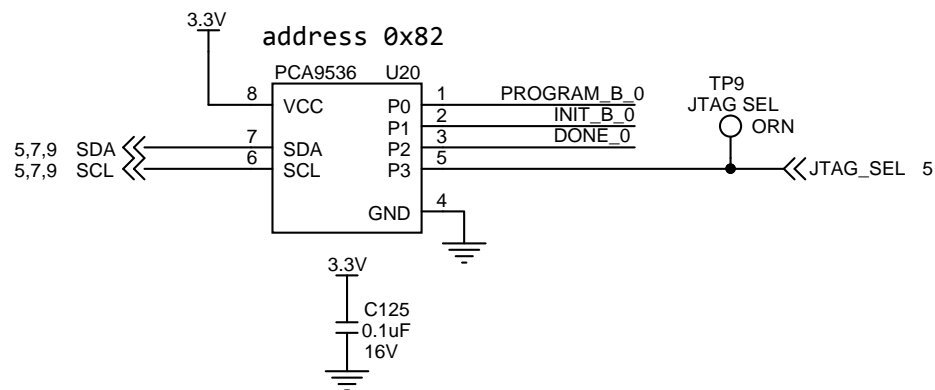 3.3V
address 0x82
PCA9536 U20
8 VCC P0 1 PROGRAM_B_0
P1 2 INIT_B_0
5,7,9 SDA 7 SDA P2 3 DONE_0
5,7,9 SCL 6 SCL P3 5
TP9
JTAG SEL
ORN
JTAG_SEL 5
GND 4
3.3V
C125
0.1uF
16V